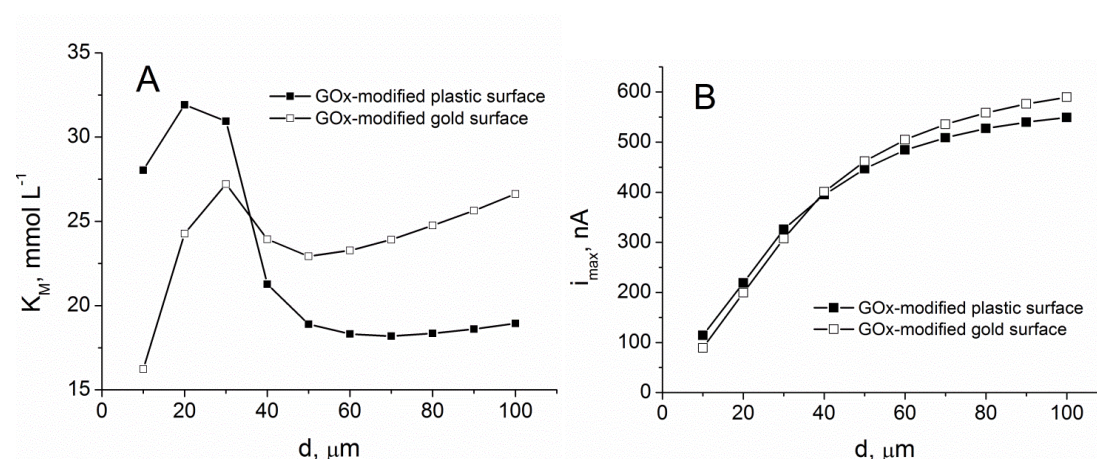 A
GOx-modified plastic surface
GOx-modified gold surface
K_M, mmol L^-1
35
30
25
20
15
0 20 40 60 80 100
d, μm
B
GOx-modified plastic surface
GOx-modified gold surface
i_max, nA
600
500
400
300
200
100
0
0 20 40 60 80 100
d, μm